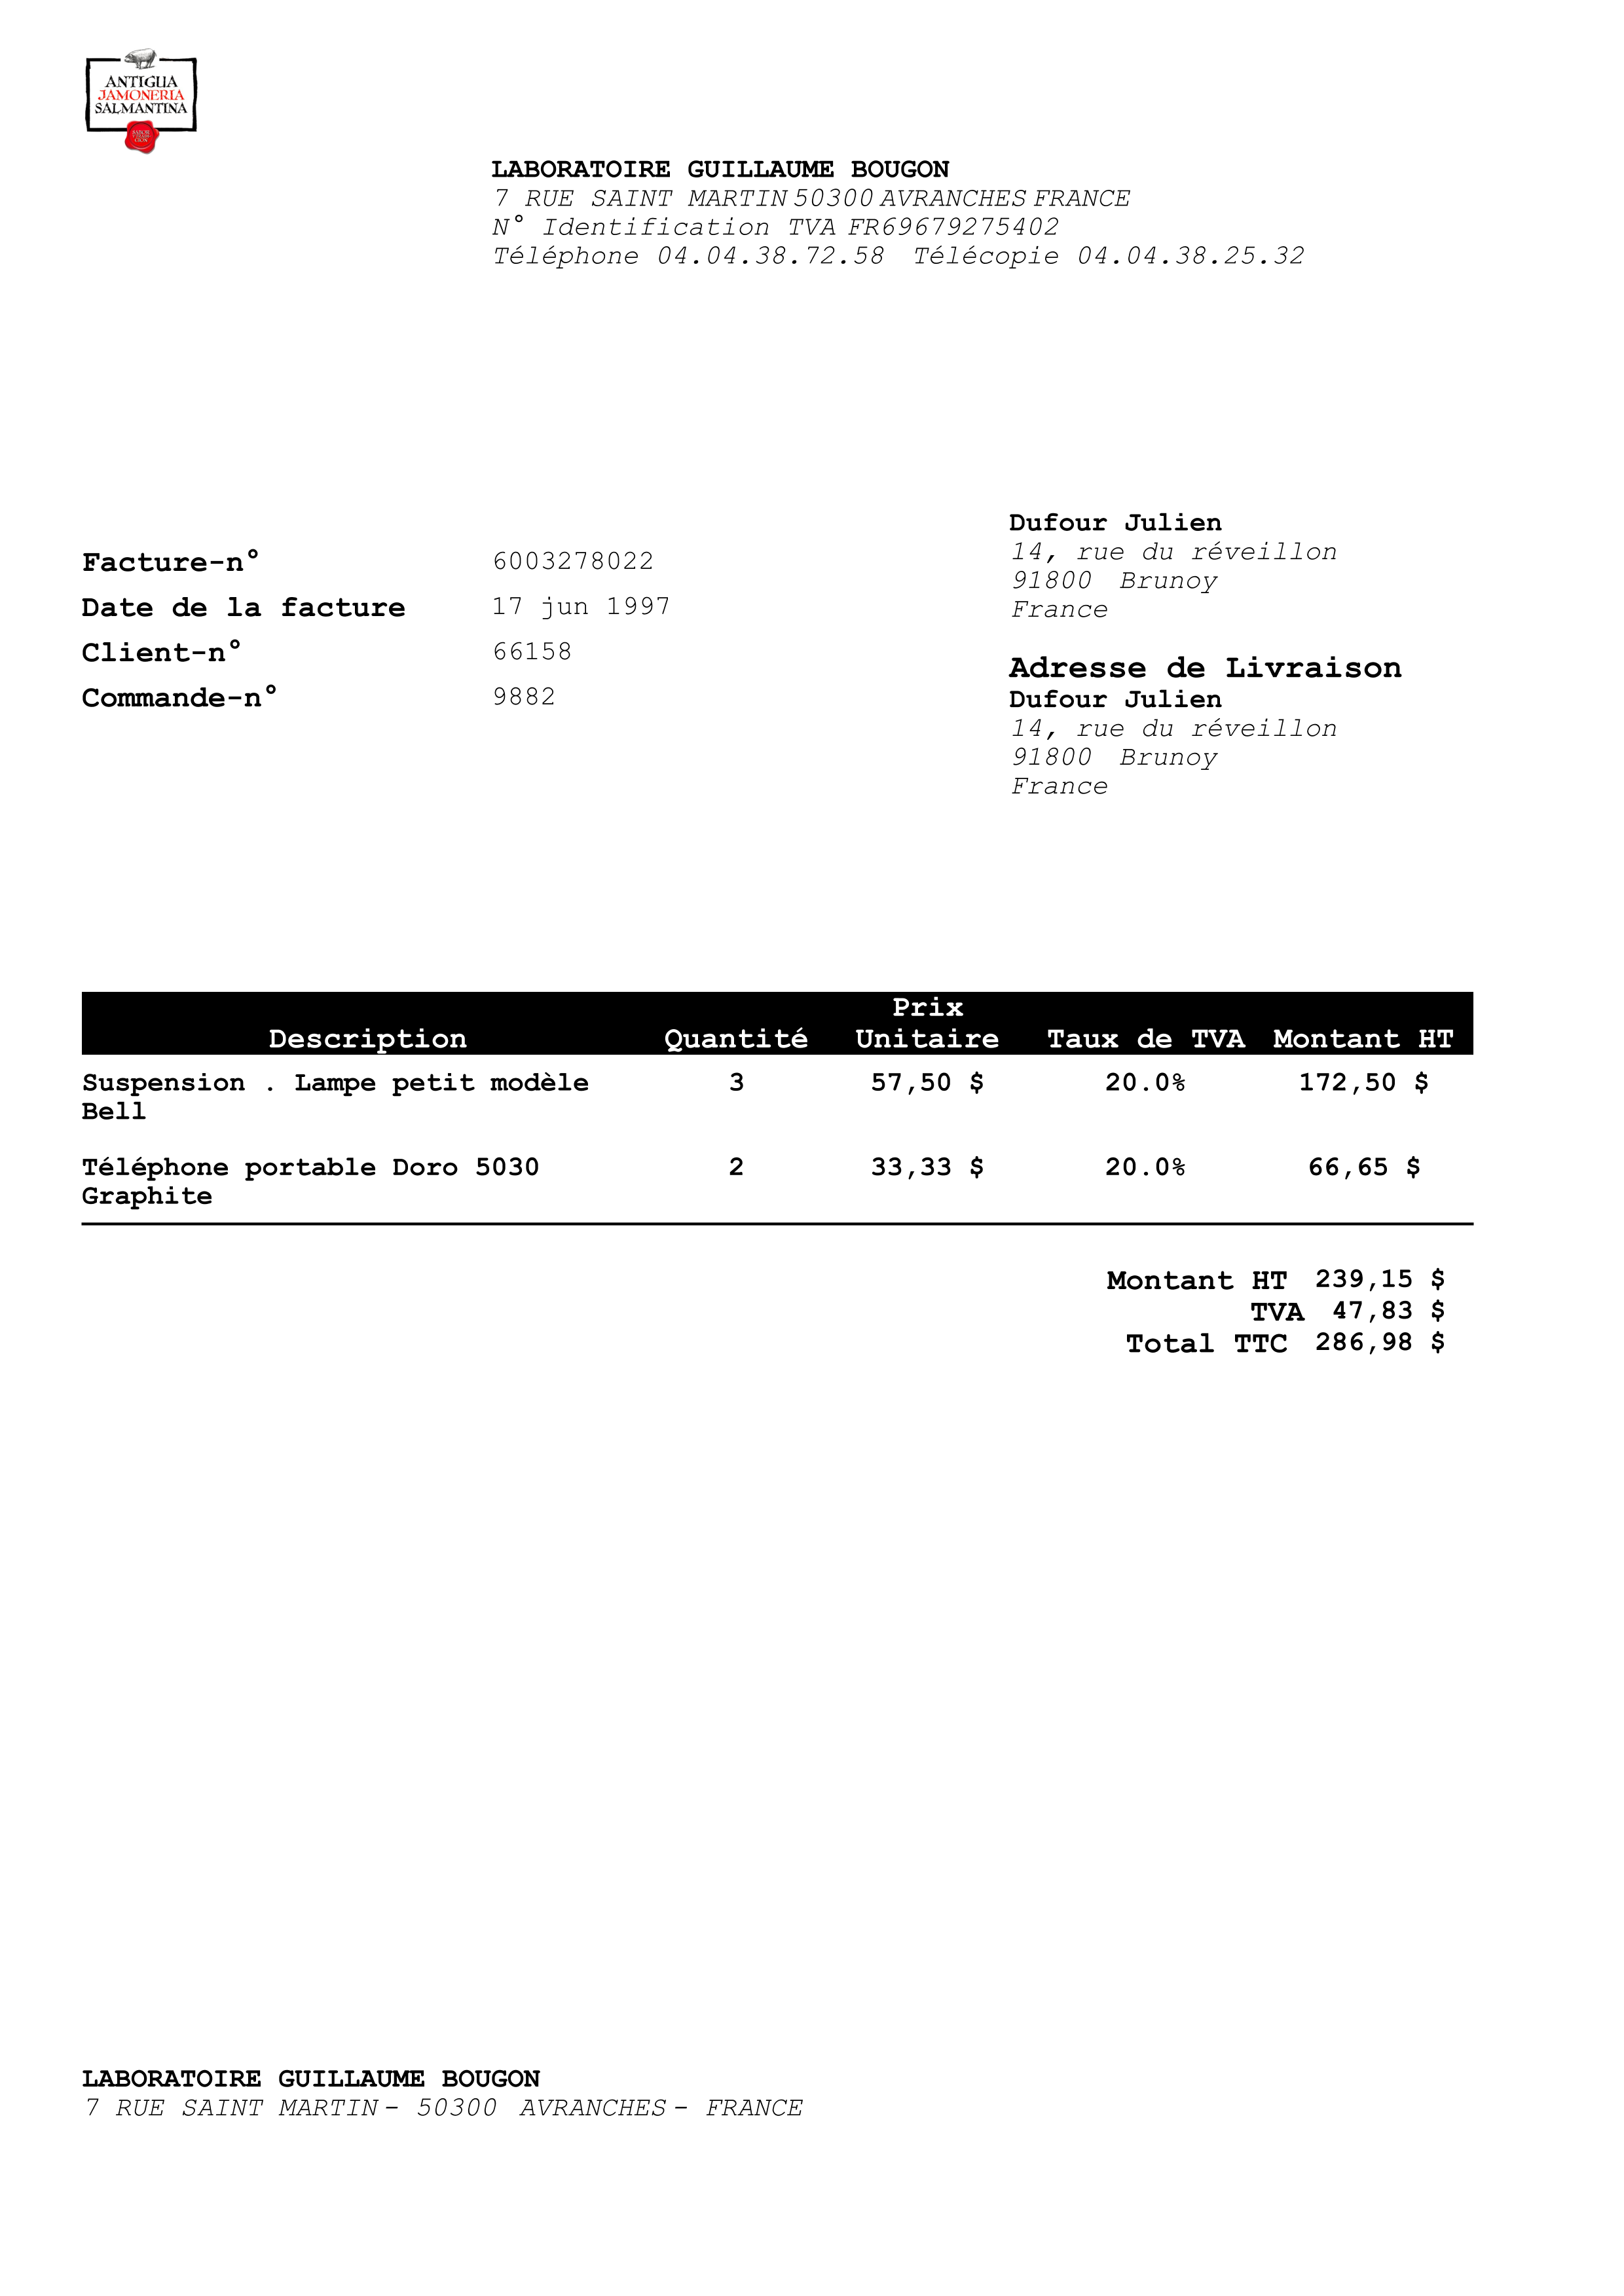 ANTIGUA
JAMONERIA
SALMANTINA
LABORATOIRE GUILLAUME BOUGON
7 RUE SAINT MARTIN 50300 AVRANCHES FRANCE
N° Identification TVA FR69679275402
Téléphone 04.04.38.72.58 Télécopie 04.04.38.25.32
Dufour Julien
14, rue du réveillon
91800 Brunoy
France
Facture-n° 6003278022
Date de la facture 17 jun 1997
Client-n° 66158
Commande-n° 9882
Adresse de Livraison
Dufour Julien
14, rue du réveillon
91800 Brunoy
France
Prix
Description Quantité Unitaire Taux de TVA Montant HT
Suspension . Lampe petit modèle 3 57,50 $ 20.0% 172,50 $
Bell
Téléphone portable Doro 5030 2 33,33 $ 20.0% 66,65 $
Graphite
Montant HT 239,15 $
TVA 47,83 $
Total TTC 286,98 $
LABORATOIRE GUILLAUME BOUGON
7 RUE SAINT MARTIN - 50300 AVRANCHES - FRANCE